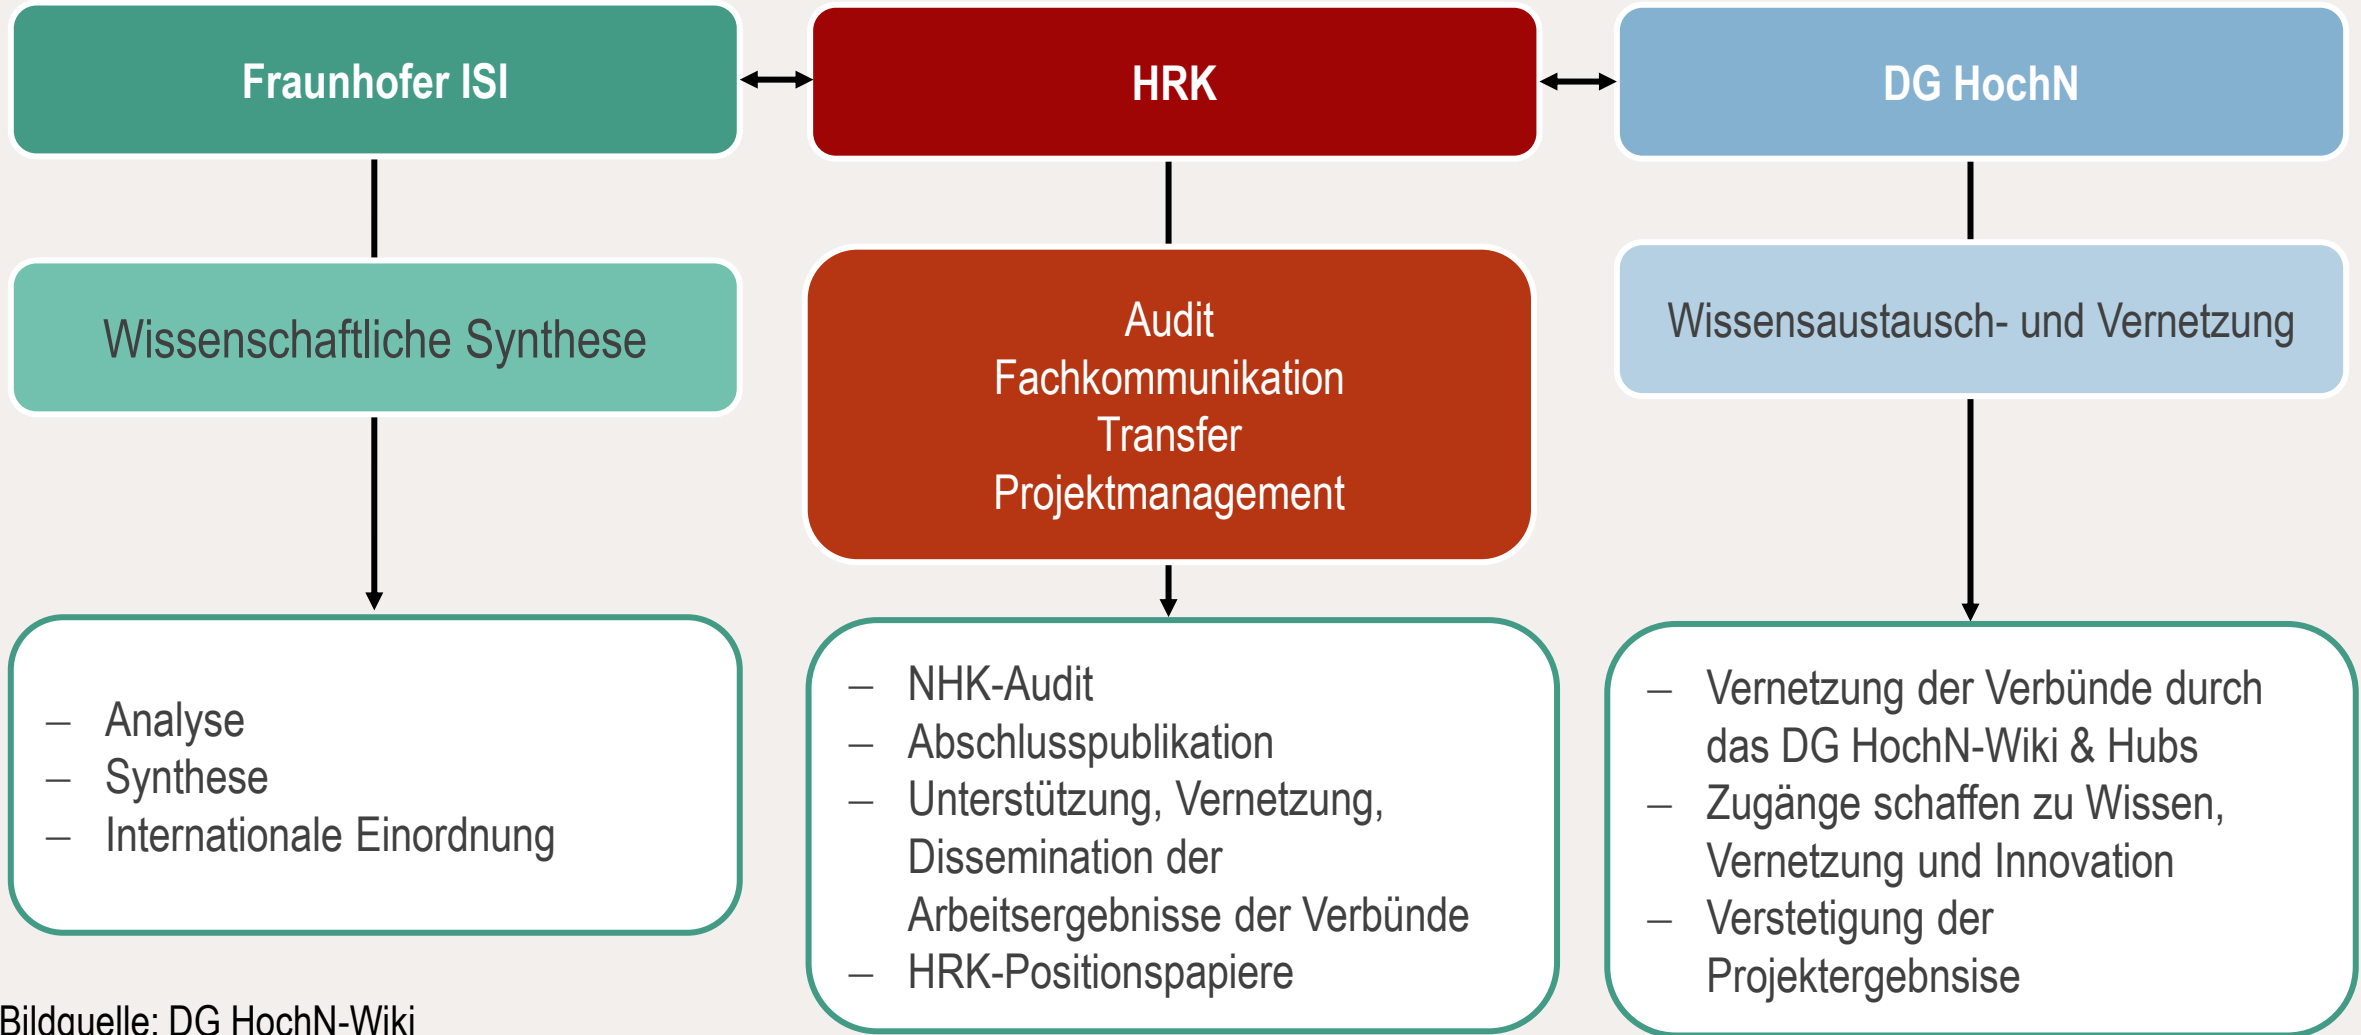 Fraunhofer ISI
HRK
DG HochN
Wissenschaftliche Synthese
Audit
Fachkommunikation
Transfer
Projektmanagement
Wissensaustausch- und Vernetzung
– Analyse
– Synthese
– Internationale Einordnung
– NHK-Audit
– Abschlusspublikation
– Unterstützung, Vernetzung,
Dissemination der
Arbeitsergebnisse der Verbünde
– HRK-Positionspapiere
– Vernetzung der Verbünde durch
das DG HochN-Wiki & Hubs
– Zugänge schaffen zu Wissen,
Vernetzung und Innovation
– Verstetigung der
Projektergebnsise
Bildquelle: DG HochN-Wiki